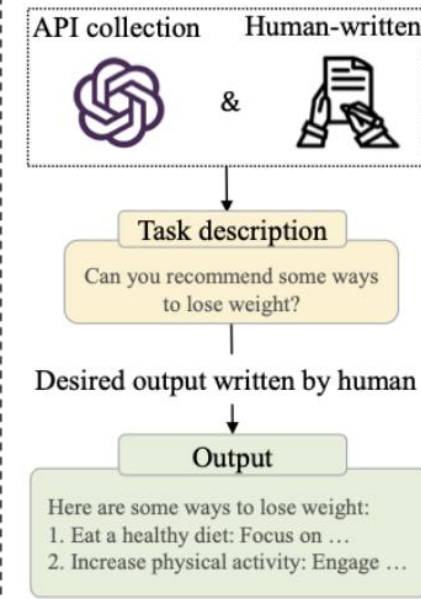 API collection Human-written
&
Task description
Can you recommend some ways
to lose weight?
Desired output written by human
Output
Here are some ways to lose weight:
1. Eat a healthy diet: Focus on ...
2. Increase physical activity: Engage ...